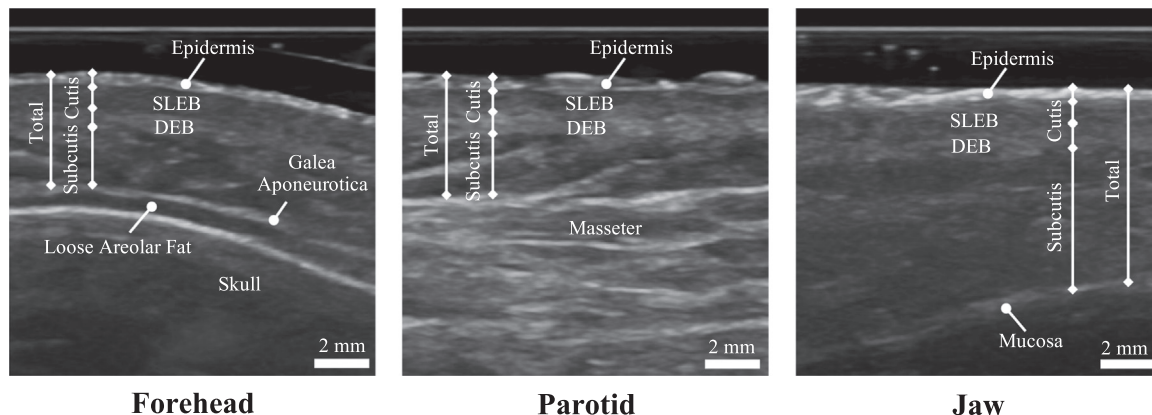 Epidermis
SLEB
DEB
Total
Subcutis Cutis
Galea
Aponeurotica
Loose Areolar Fat
Skull
2 mm
Forehead
Epidermis
SLEB
DEB
Total
Subcutis Cutis
Masseter
2 mm
Parotid
Epidermis
SLEB
DEB
Cutis
Subcutis
Total
Mucosa
2 mm
Jaw